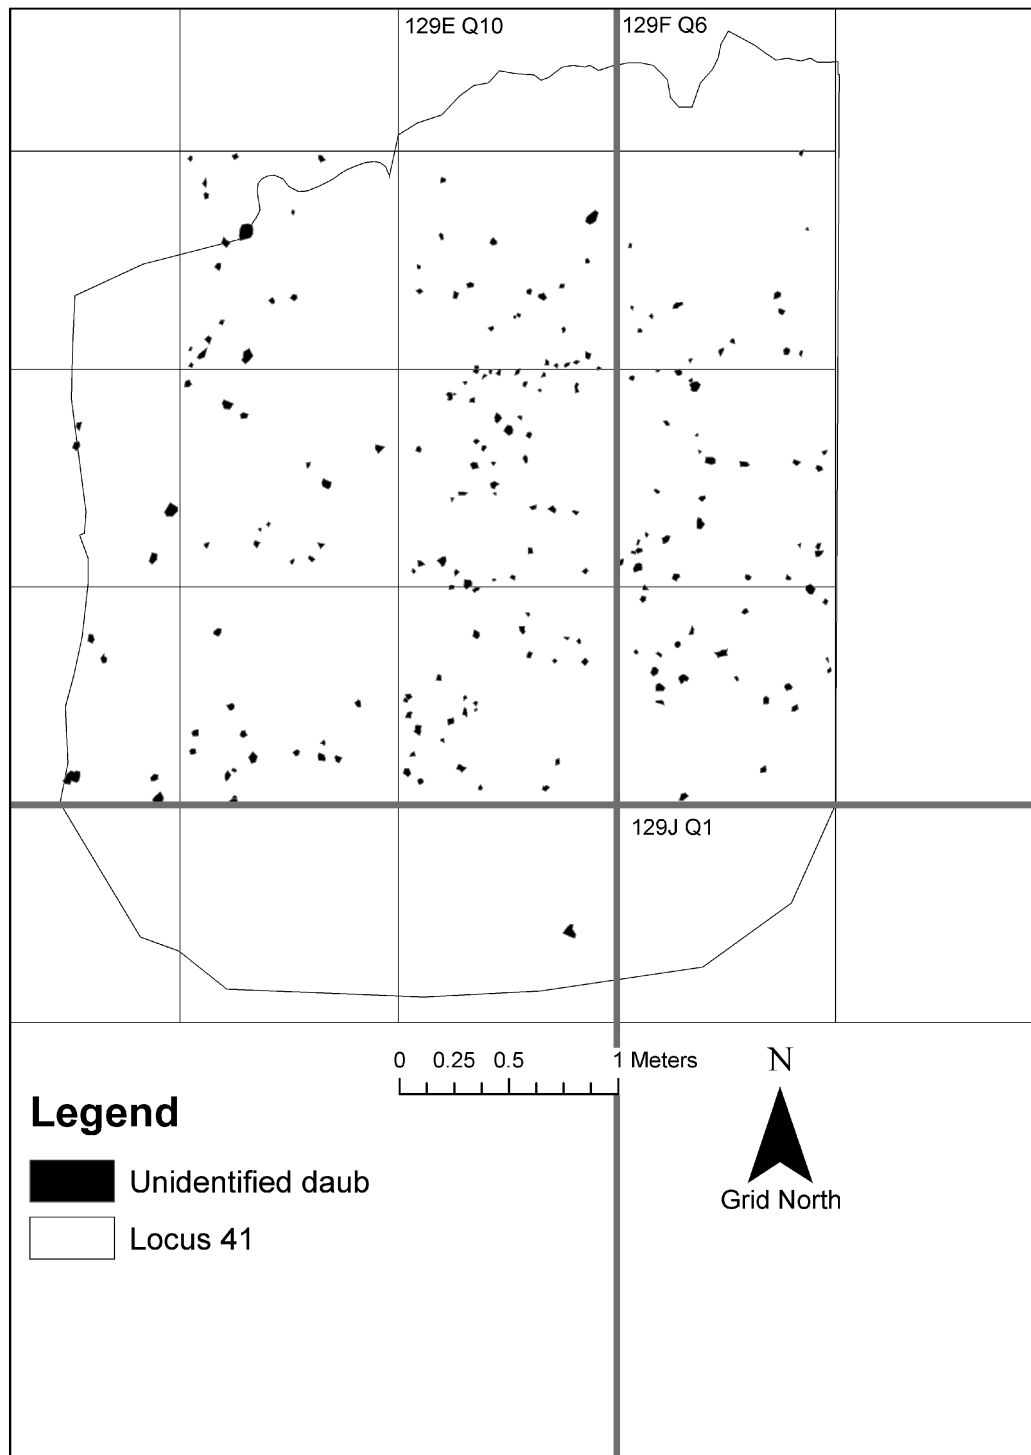 129E Q10
129F Q6
129J Q1
0 0.25 0.5 1 Meters
N
Grid North
Legend
Unidentified daub
Locus 41